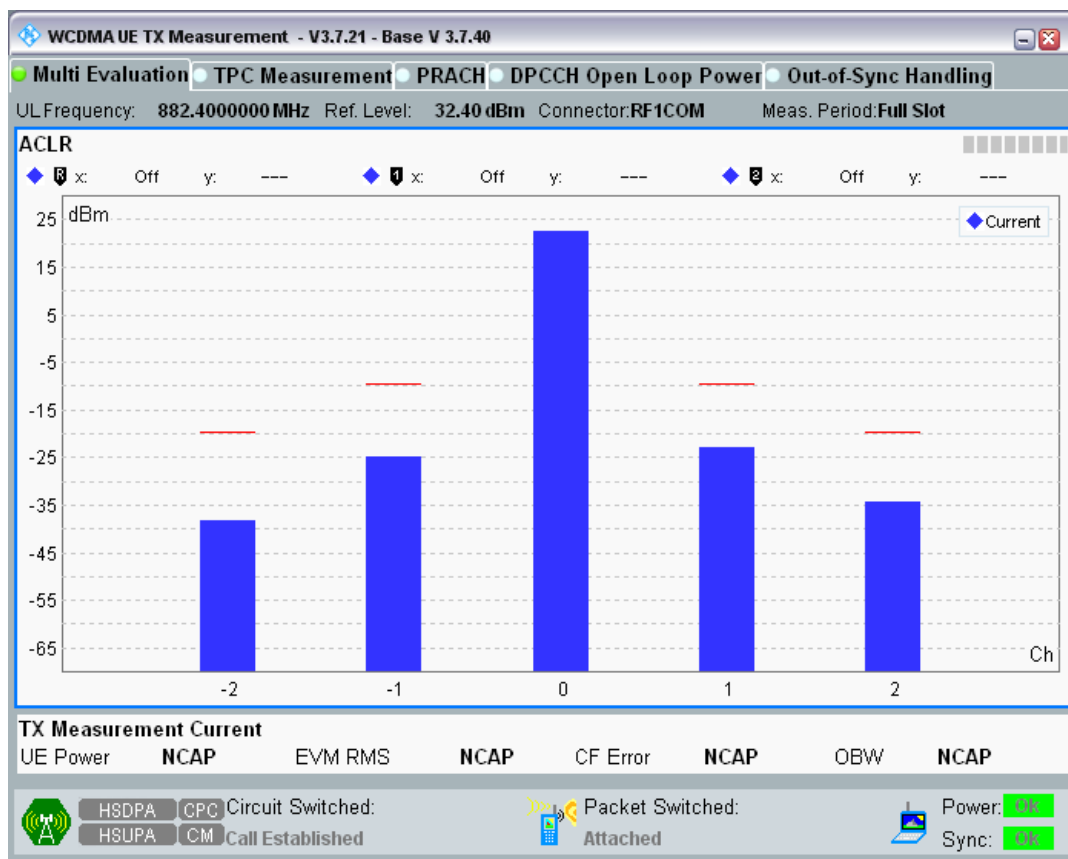 WCDMA UE TX Measurement - V3.7.21 - Base V 3.7.40
Multi Evaluation TPC Measurement PRACH DPCCH Open Loop Power Out-of-Sync Handling
UL Frequency: 882.4000000 MHz Ref. Level: 32.40 dBm Connector:RF1COM Meas. Period:Full Slot
ACLR
R x: Off y: --- 1 x: Off y: --- 2 x: Off y: ---
dBm
Current
25
15
5
-5
-15
-25
-35
-45
-55
-65
Ch
-2 -1 0 1 2
TX Measurement Current
UE Power NCAP EVM RMS NCAP CF Error NCAP OBW NCAP
HSDPA CPC Circuit Switched: Packet Switched: Power: OK
HSUPA CM Call Established Attached Sync: OK